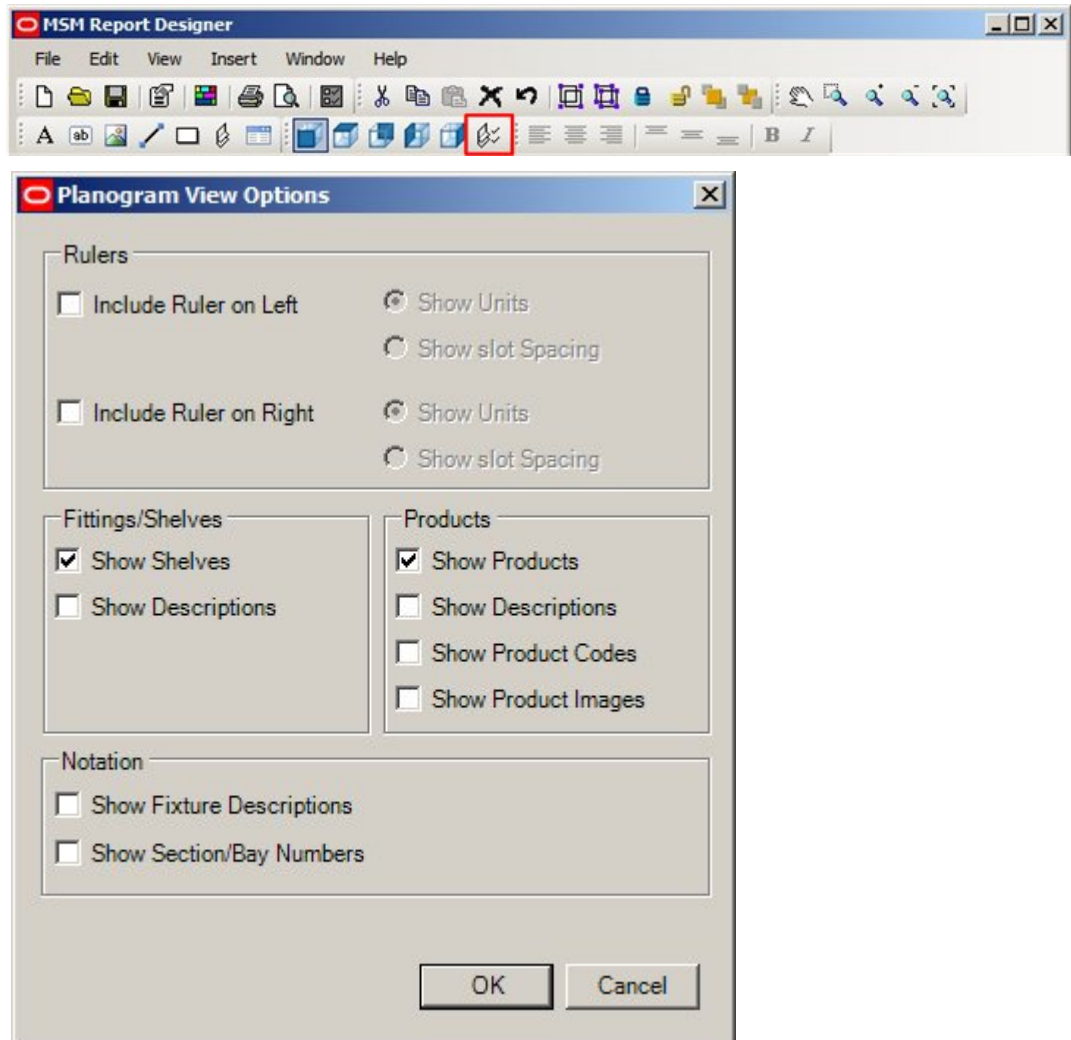 MSM Report Designer
File Edit View Insert Window Help
A ab B I
Planogram View Options
Rulers
Include Ruler on Left Show Units
Show slot Spacing
Include Ruler on Right Show Units
Show slot Spacing
Fittings/Shelves
Show Shelves
Show Descriptions
Products
Show Products
Show Descriptions
Show Product Codes
Show Product Images
Notation
Show Fixture Descriptions
Show Section/Bay Numbers
OK Cancel